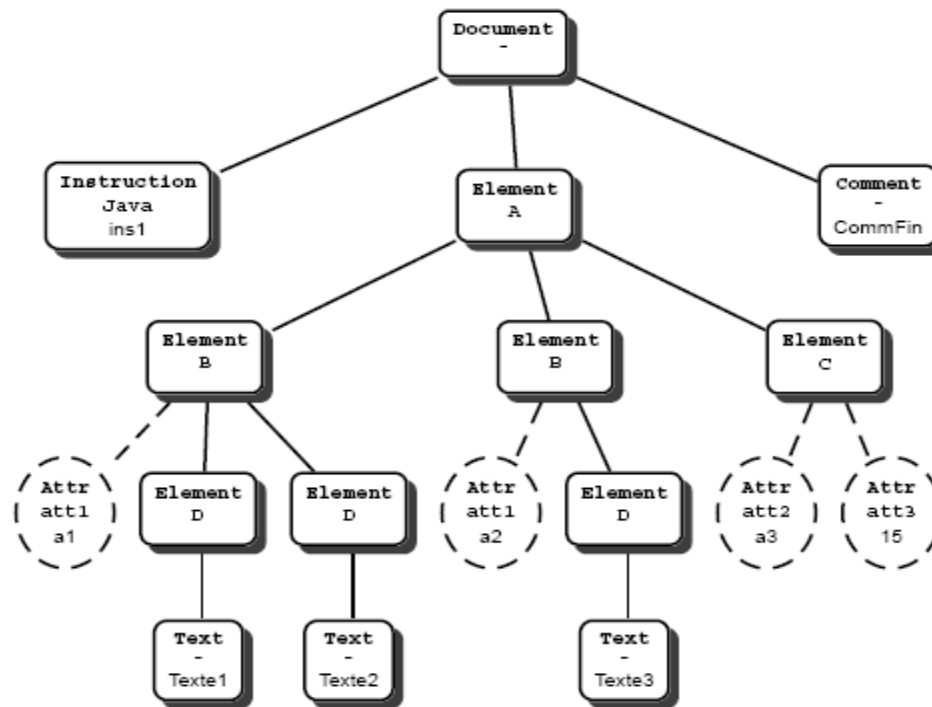 Document
-
Instruction
Java
ins1
Element
A
Comment
-
CommFin
Element
B
Element
B
Element
C
Attr
att1
a1
Element
D
Element
D
Attr
att1
a2
Element
D
Attr
att2
a3
Attr
att3
15
Text
-
Texte1
Text
-
Texte2
Text
-
Texte3